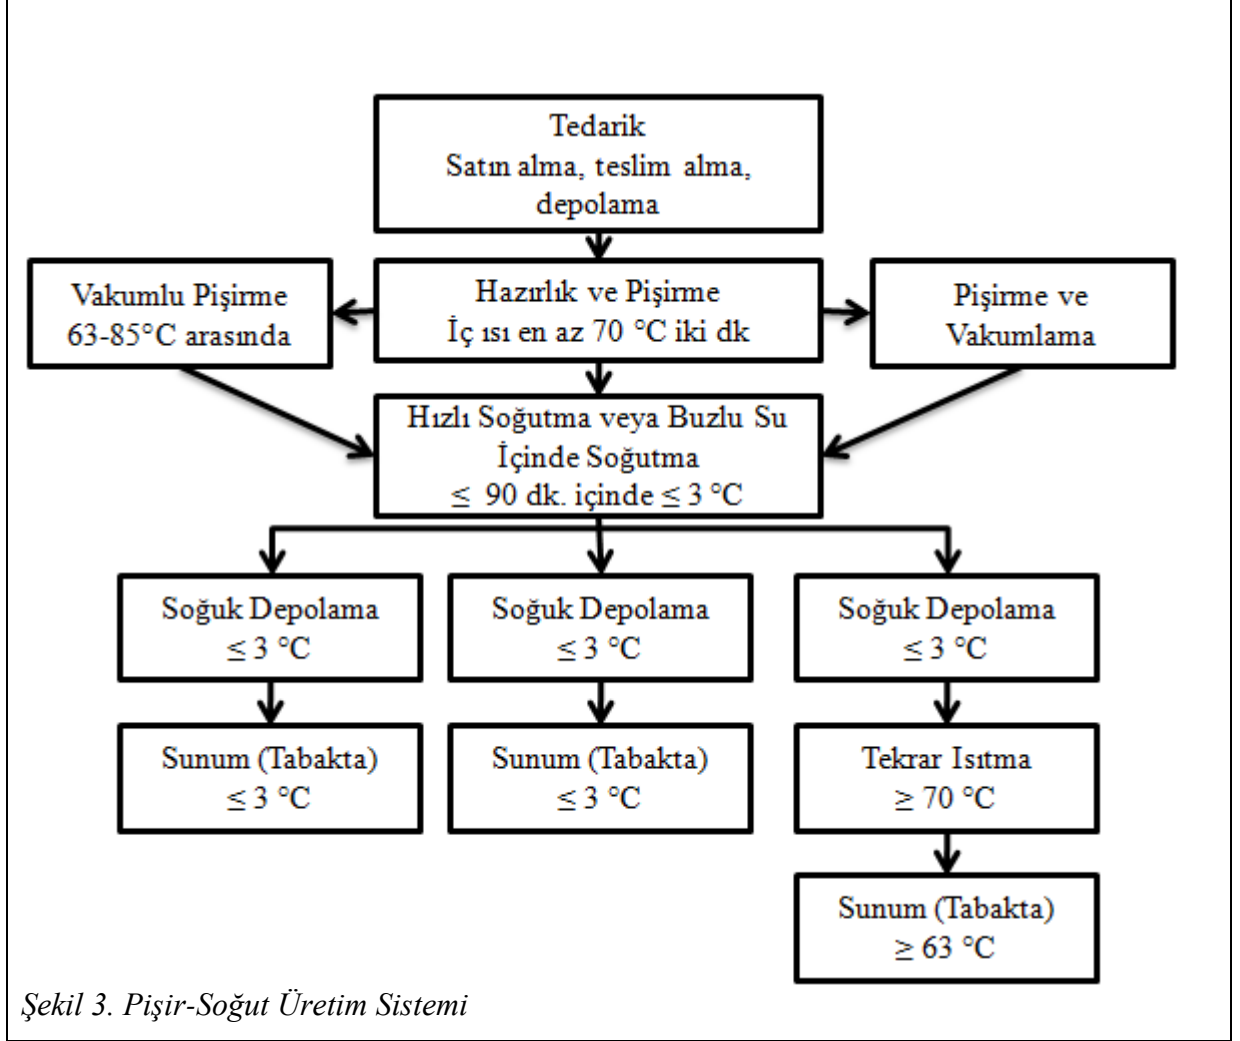 Tedarik
Satın alma, teslim alma,
depolama
Vakumlu Pişirme
63-85°C arasında
Hazırlık ve Pişirme
İç ısı en az 70 °C iki dk
Pişirme ve
Vakumlama
Hızlı Soğutma veya Buzlu Su
İçinde Soğutma
≤ 90 dk. içinde ≤ 3 °C
Soğuk Depolama
≤ 3 °C
Soğuk Depolama
≤ 3 °C
Soğuk Depolama
≤ 3 °C
Sunum (Tabakta)
≤ 3 °C
Sunum (Tabakta)
≤ 3 °C
Tekrar Isıtma
≥ 70 °C
Sunum (Tabakta)
≥ 63 °C
Şekil 3. Pişir-Soğut Üretim Sistemi